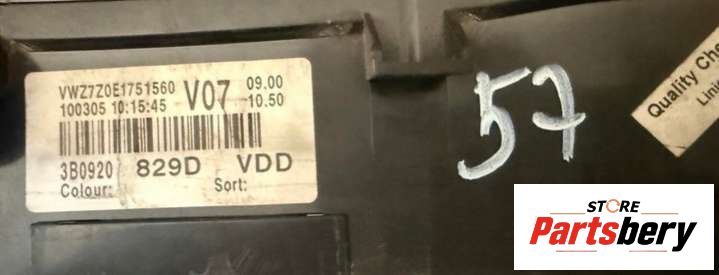 VWZ7Z0E1751560 V07 09.00
100305 10:15:45 -10.50
3B0920 829D VDD
Colour: Sort:
57
Quality Che
Lini
STORE
Partsbery